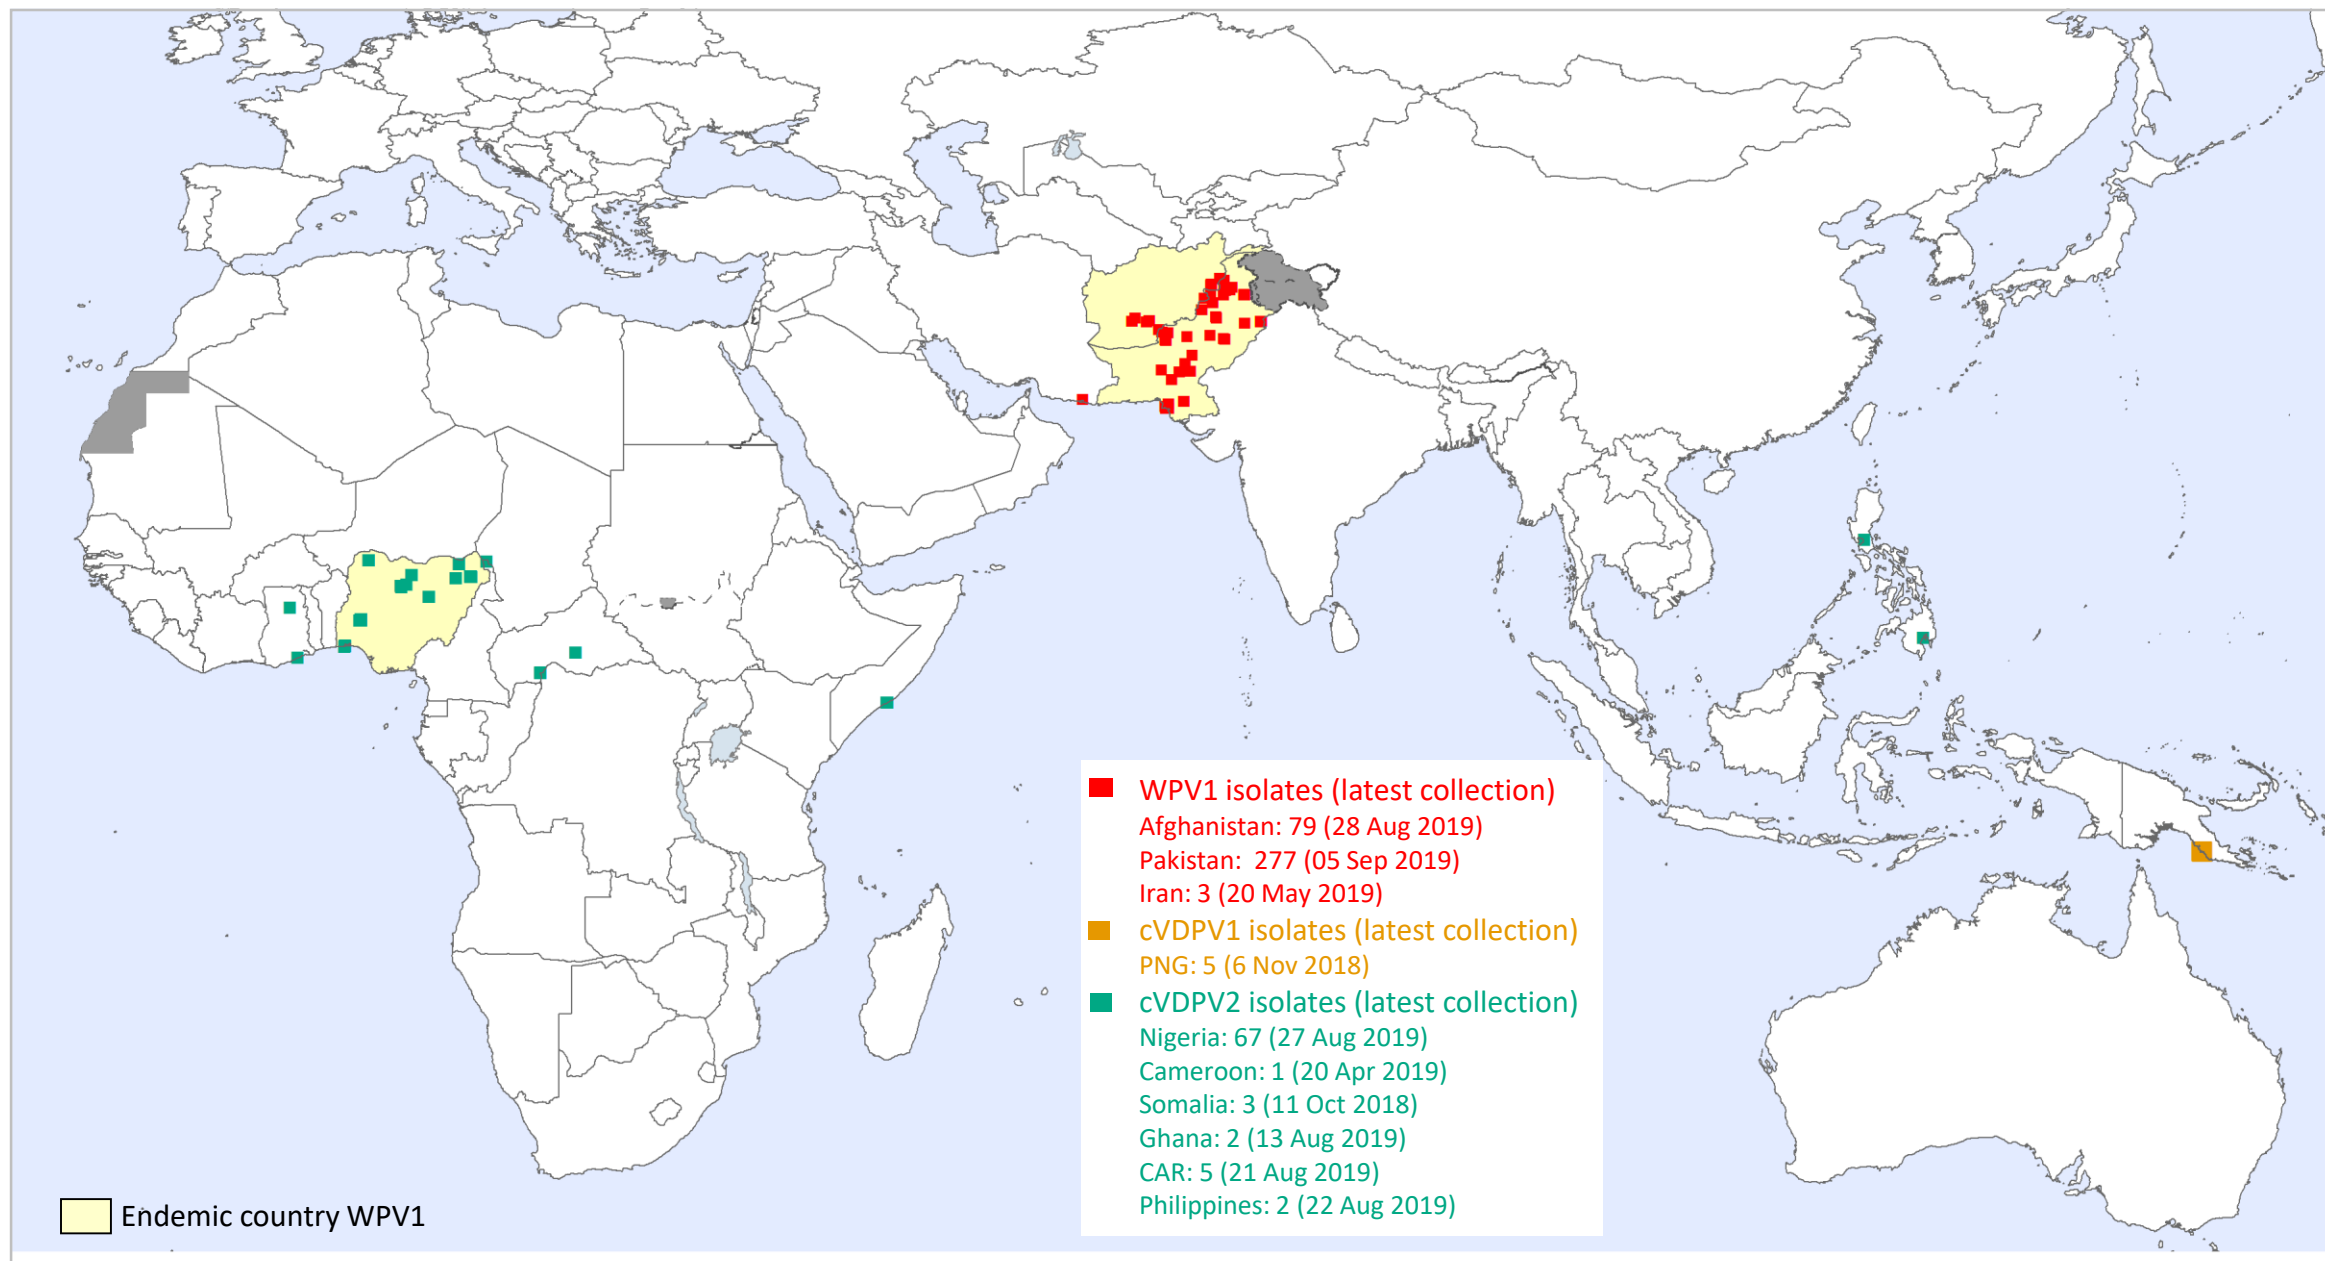 WPV1 isolates (latest collection)
Afghanistan: 79 (28 Aug 2019)
Pakistan:  277 (05 Sep 2019)
Iran: 3 (20 May 2019)
cVDPV1 isolates (latest collection)
PNG: 5 (6 Nov 2018)
cVDPV2 isolates (latest collection)
Nigeria: 67 (27 Aug 2019)
Cameroon: 1 (20 Apr 2019)
Somalia: 3 (11 Oct 2018)
Ghana: 2 (13 Aug 2019)
CAR: 5 (21 Aug 2019)
Philippines: 2 (22 Aug 2019)
Endemic country WPV1